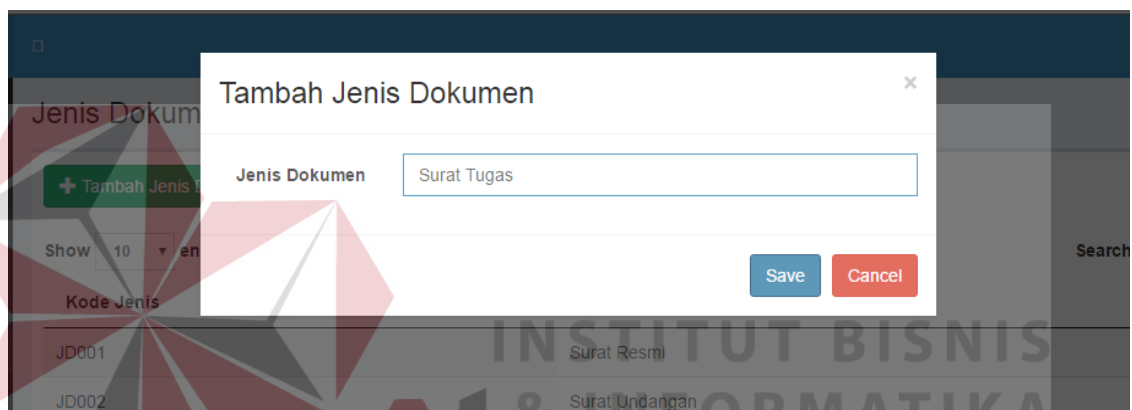 Tambah Jenis Dokumen
×
Jenis Dokum
Jenis Dokumen
Surat Tugas
Tambah Jenis
Show 10 en
Search
Save
Cancel
Kode Jenis
JD001
Surat Resmi
INSTITUT BISNIS
JD002
Surat Undangan